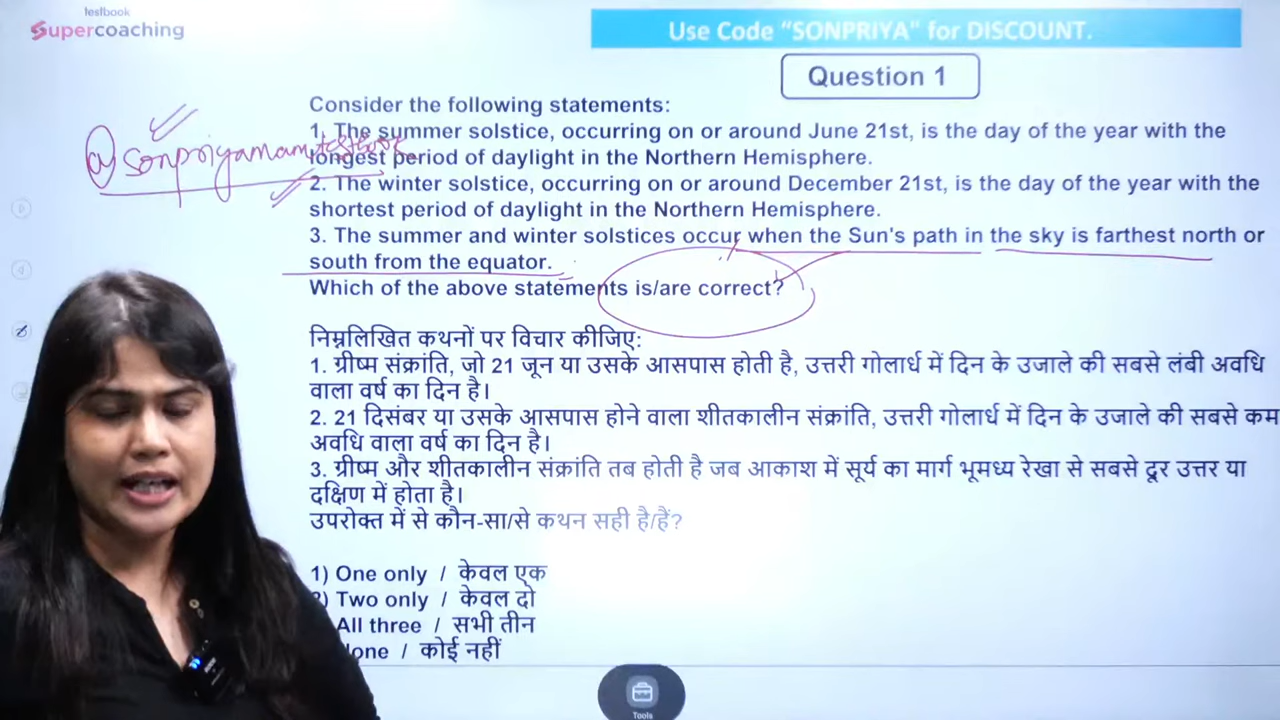 testbook
Supercoaching
Use Code “SONPRIYA” for DISCOUNT.
Question 1
Consider the following statements:
1. The summer solstice, occurring on or around June 21st, is the day of the year with the
longest period of daylight in the Northern Hemisphere.
2. The winter solstice, occurring on or around December 21st, is the day of the year with the
shortest period of daylight in the Northern Hemisphere.
3. The summer and winter solstices occur when the Sun's path in the sky is farthest north or
south from the equator.
Which of the above statements is/are correct?
निम्नलिखित कथनों पर विचार कीजिए:
1. ग्रीष्म संक्रांति, जो 21 जून या उसके आसपास होती है, उत्तरी गोलार्ध में दिन के उजाले की सबसे लंबी अवधि
वाला वर्ष का दिन है।
2. 21 दिसंबर या उसके आसपास होने वाला शीतकालीन संक्रांति, उत्तरी गोलार्ध में दिन के उजाले की सबसे कम
अवधि वाला वर्ष का दिन है।
3. ग्रीष्म और शीतकालीन संक्रांति तब होती है जब आकाश में सूर्य का मार्ग भूमध्य रेखा से सबसे दूर उत्तर या
दक्षिण में होता है।
उपरोक्त में से कौन-सा/से कथन सही है/हैं?
1) One only / केवल एक
Two only / केवल दो
All three / सभी तीन
/ कोई नहीं
Tools